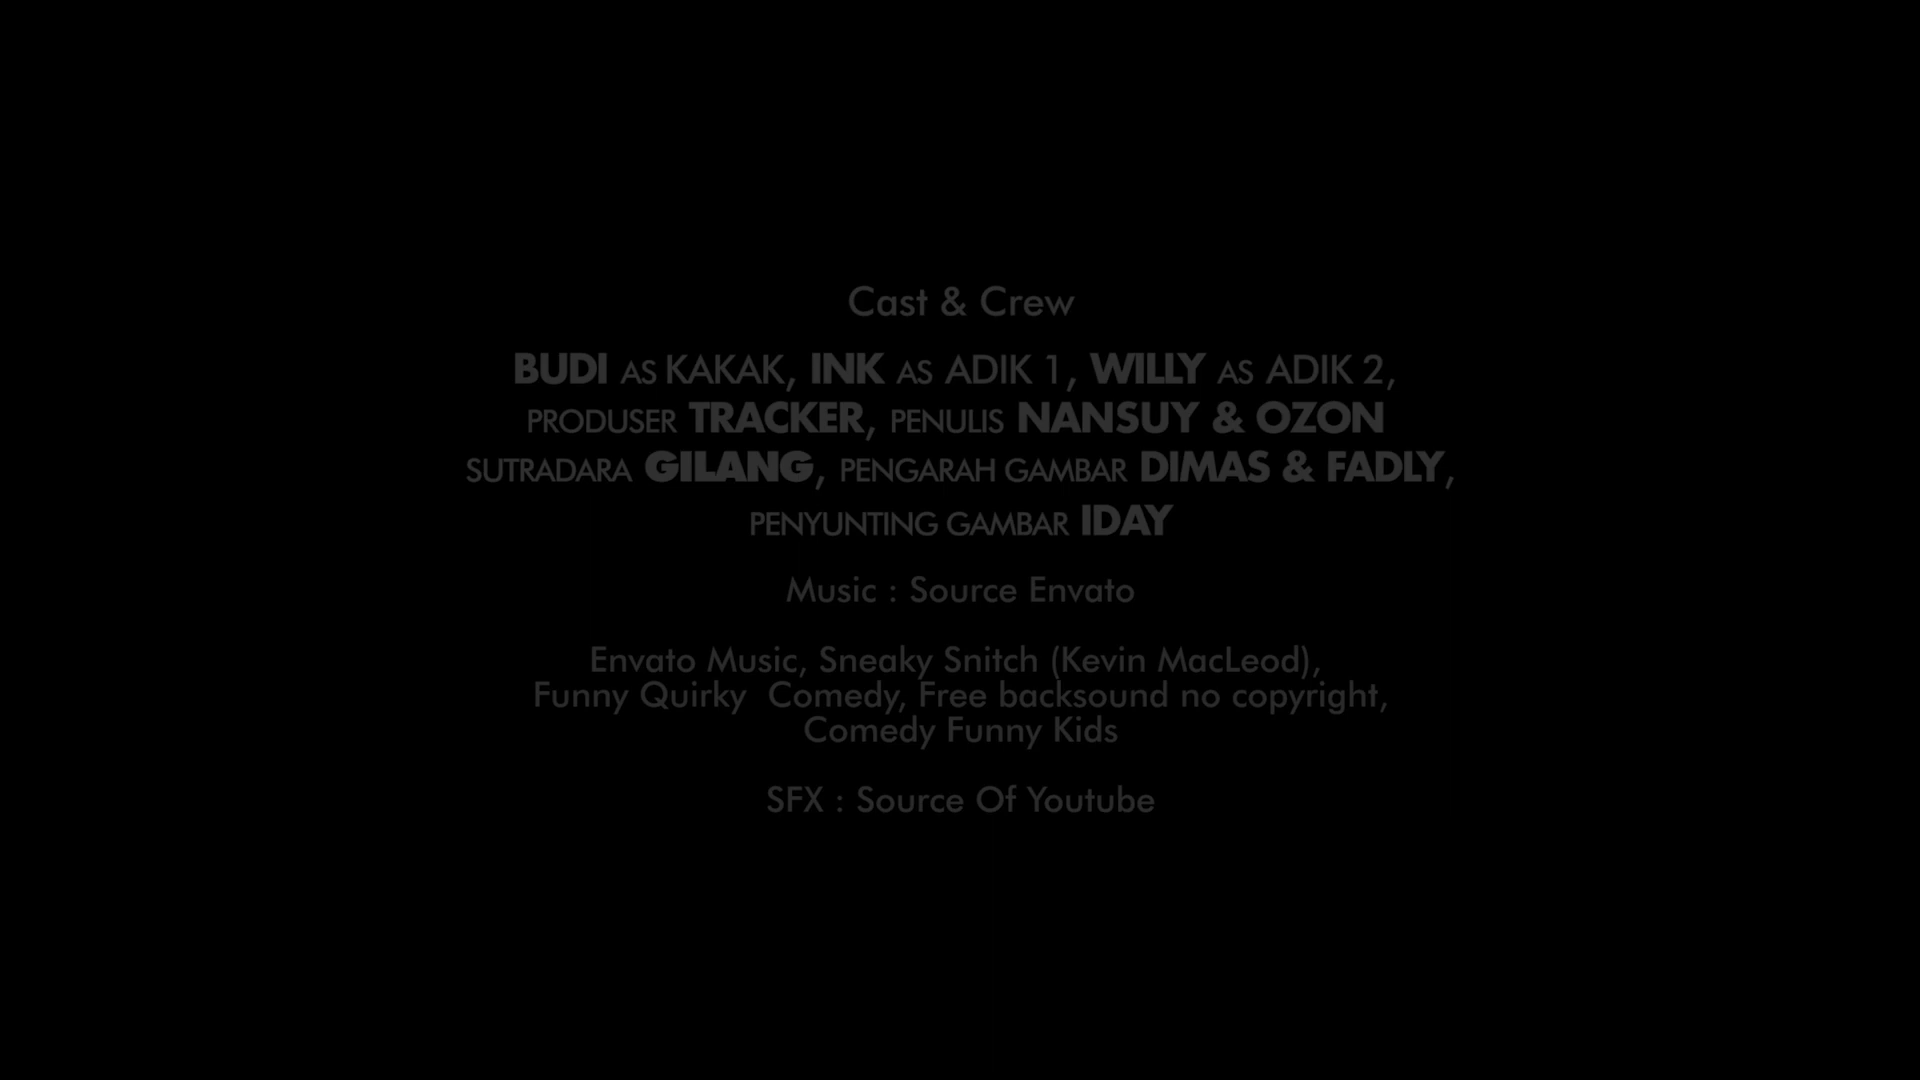 Cast & Crew
BUDI AS KAKAK, INK AS ADIK 1, WILLY AS ADIK 2,
PRODUSER TRACKER, PENULIS NANSUY & OZON
SUTRADARA GILANG, PENGARAH GAMBAR DIMAS & FADLY,
PENYUNTING GAMBAR IDAY
Music : Source Envato
Envato Music, Sneaky Snitch (Kevin MacLeod),
Funny Quirky  Comedy, Free backsound no copyright,
Comedy Funny Kids
SFX : Source Of Youtube